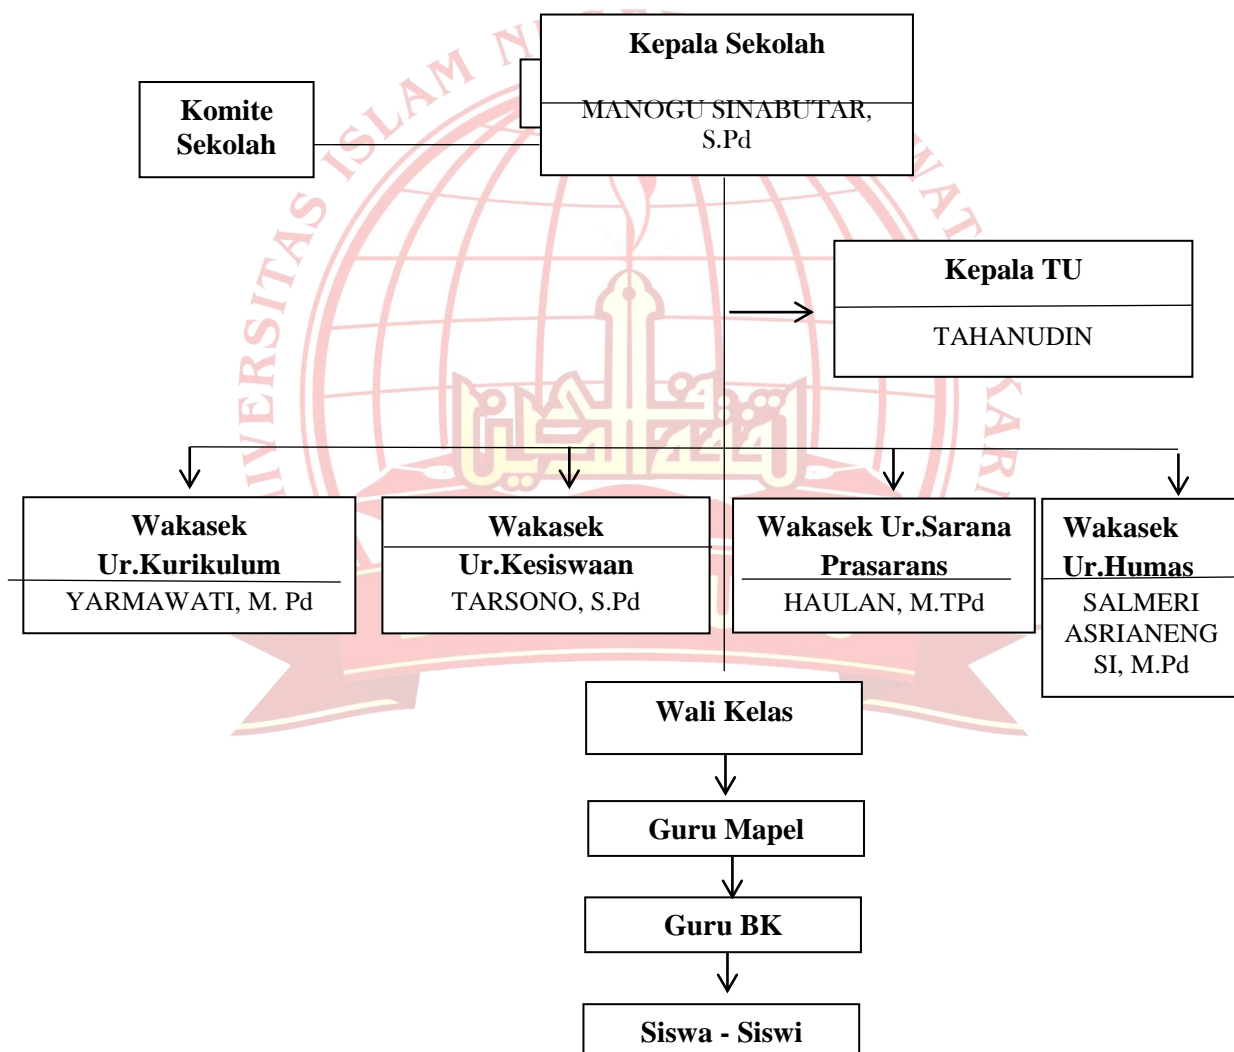 Kepala Sekolah
MANOGU SINABUTAR,
S.Pd
Komite
Sekolah
Kepala TU
TAHANUDIN
Wakasek
Ur.Kurikulum
YARMAWATI, M. Pd
Wakasek
Ur.Kesiswaan
TARSONO, S.Pd
Wakasek Ur.Sarana
Prasarans
HAULAN, M.TPd
Wakasek
Ur.Humas
SALMERI
ASRIANENG
SI, M.Pd
Wali Kelas
Guru Mapel
Guru BK
Siswa - Siswi
UNIVERSITAS ISLAM